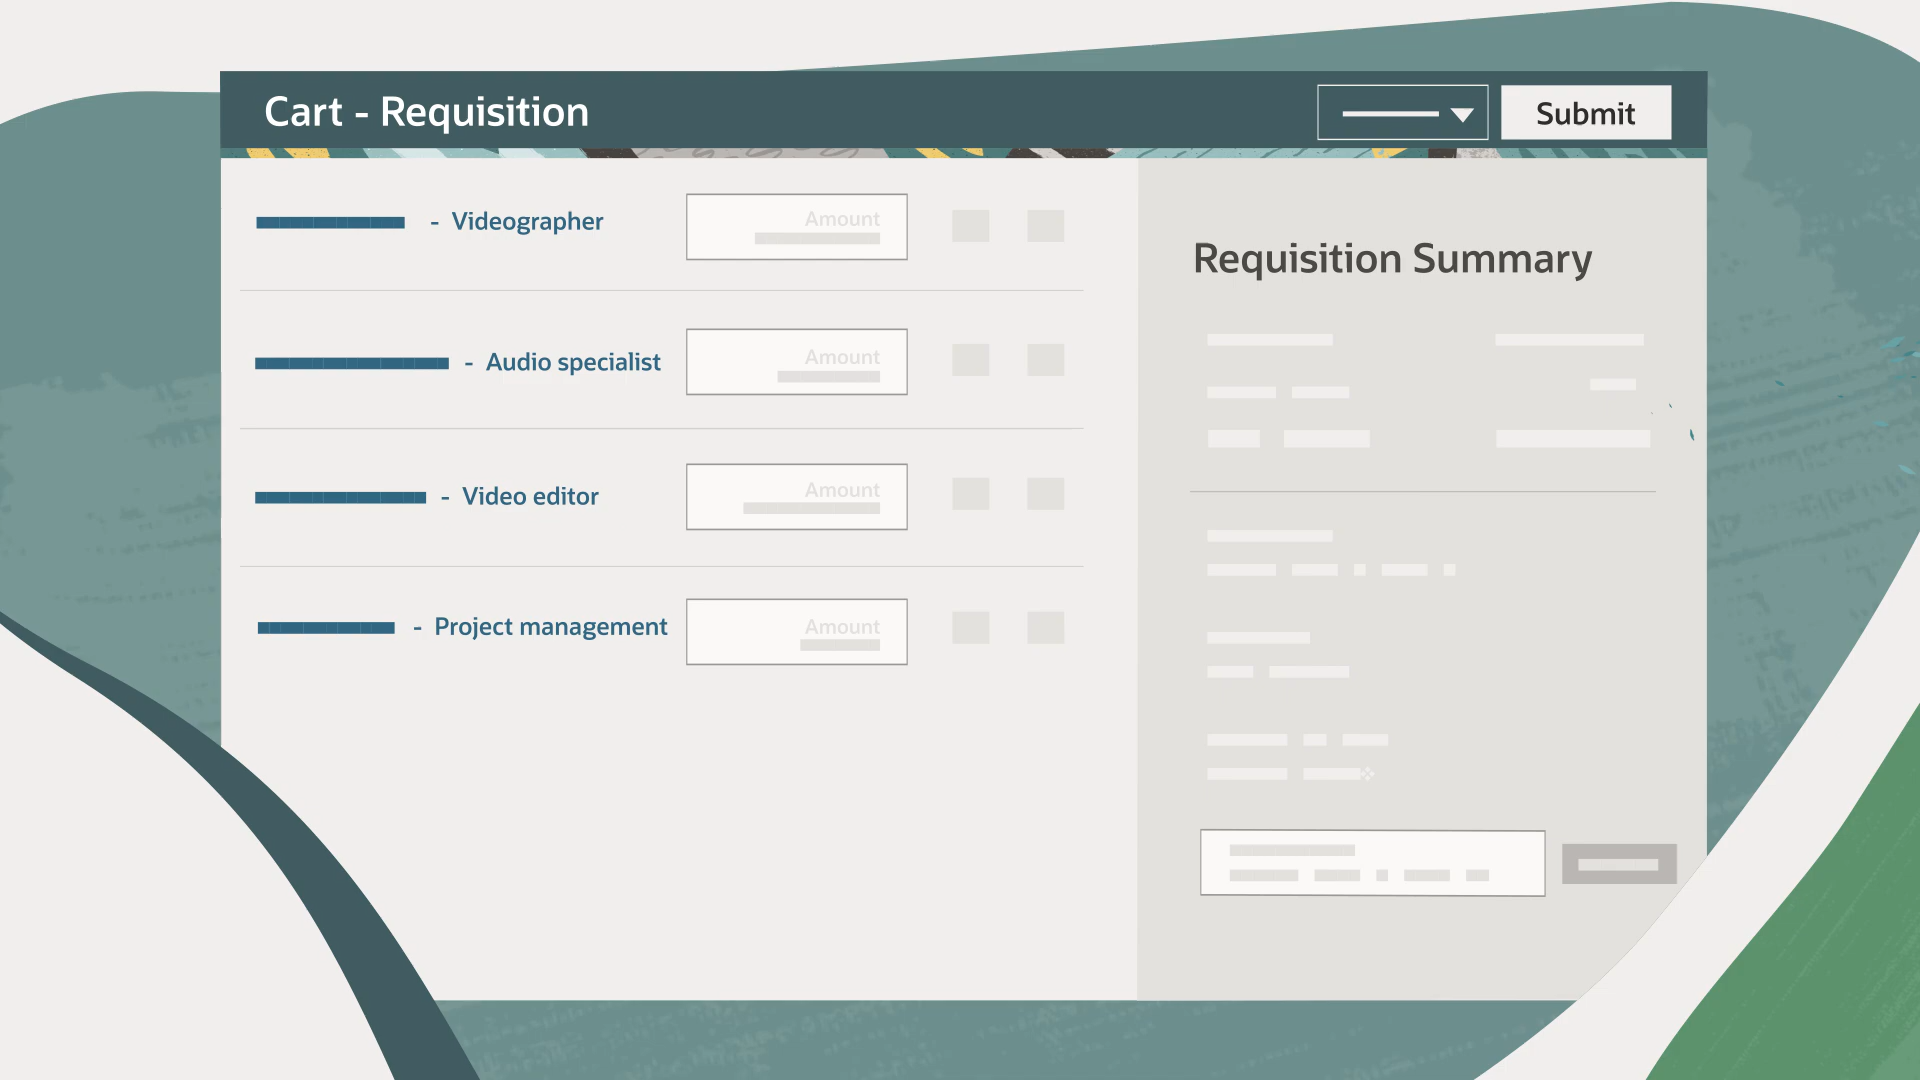 Cart - Requisition
Submit
- Videographer
Amount
- Audio specialist
Amount
- Video editor
Amount
- Project management
Amount
Requisition Summary